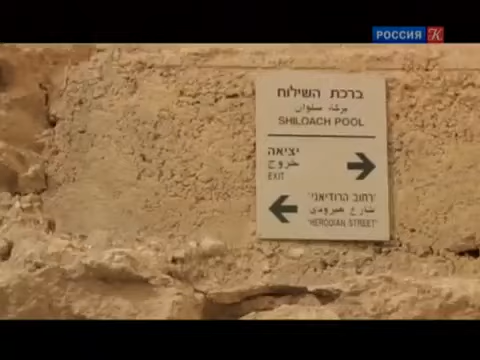 РОССИЯ К
ברכת השילוח
بركة سلوان
SHILOACH POOL
יציאה
خروج
EXIT
'רחוב הרודיאני'
شارع هيرودي
'HERODIAN STREET'